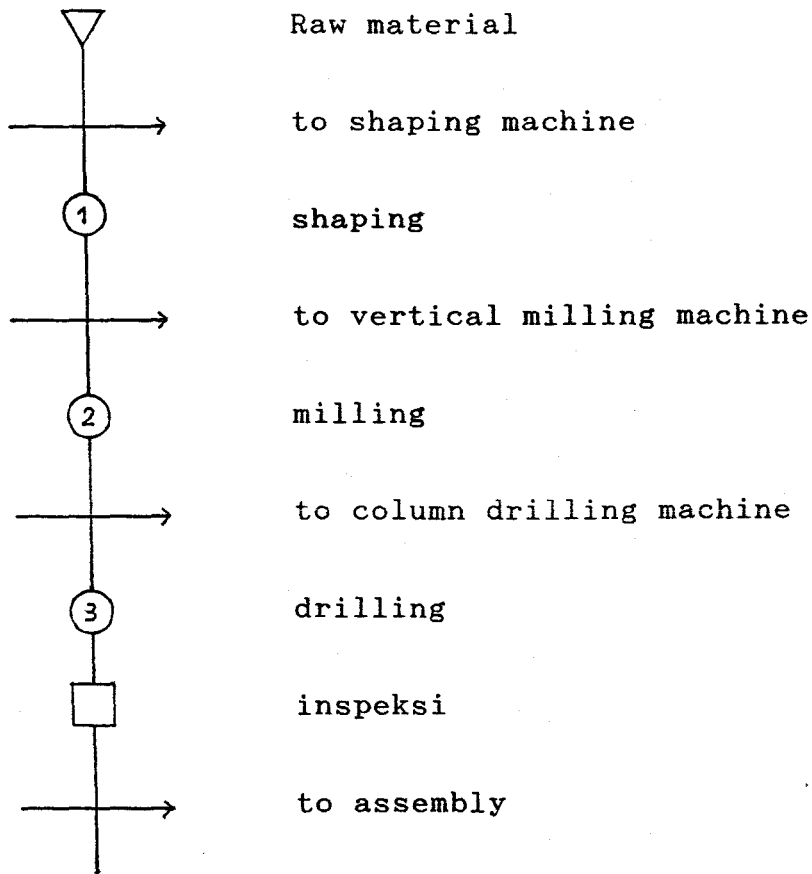 Raw material
to shaping machine
1 shaping
to vertical milling machine
2 milling
to column drilling machine
3 drilling
inspeksi
to assembly